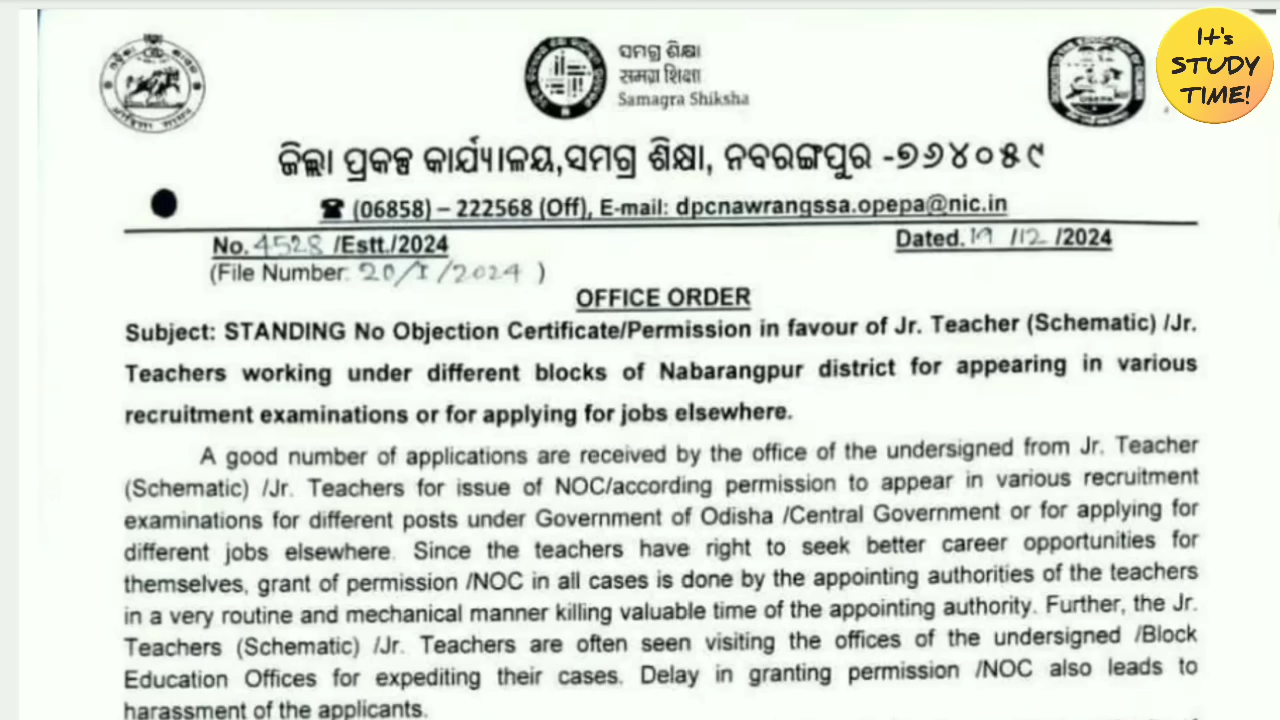 It's
STUDY
TIME!
ସମଗ୍ର ଶିକ୍ଷା
समग्र शिक्षा
Samagra Shiksha
ଜିଲ୍ଲା ପ୍ରକଳ୍ପ କାର୍ଯ୍ୟାଳୟ,ସମଗ୍ର ଶିକ୍ଷା, ନବରଙ୍ଗପୁର -୭୬୪୦୫୯
☎ (06858) – 222568 (Off), E-mail: dpcnawrangssa.opepa@nic.in
No. 4528 /Estt./2024 Dated. 19 /12 /2024
(File Number: 20/I/2024 )
OFFICE ORDER
Subject: STANDING No Objection Certificate/Permission in favour of Jr. Teacher (Schematic) /Jr.
Teachers working under different blocks of Nabarangpur district for appearing in various
recruitment examinations or for applying for jobs elsewhere.
A good number of applications are received by the office of the undersigned from Jr. Teacher
(Schematic) /Jr. Teachers for issue of NOC/according permission to appear in various recruitment
examinations for different posts under Government of Odisha /Central Government or for applying for
different jobs elsewhere. Since the teachers have right to seek better career opportunities for
themselves, grant of permission /NOC in all cases is done by the appointing authorities of the teachers
in a very routine and mechanical manner killing valuable time of the appointing authority. Further, the Jr.
Teachers (Schematic) /Jr. Teachers are often seen visiting the offices of the undersigned /Block
Education Offices for expediting their cases. Delay in granting permission /NOC also leads to
harassment of the applicants.